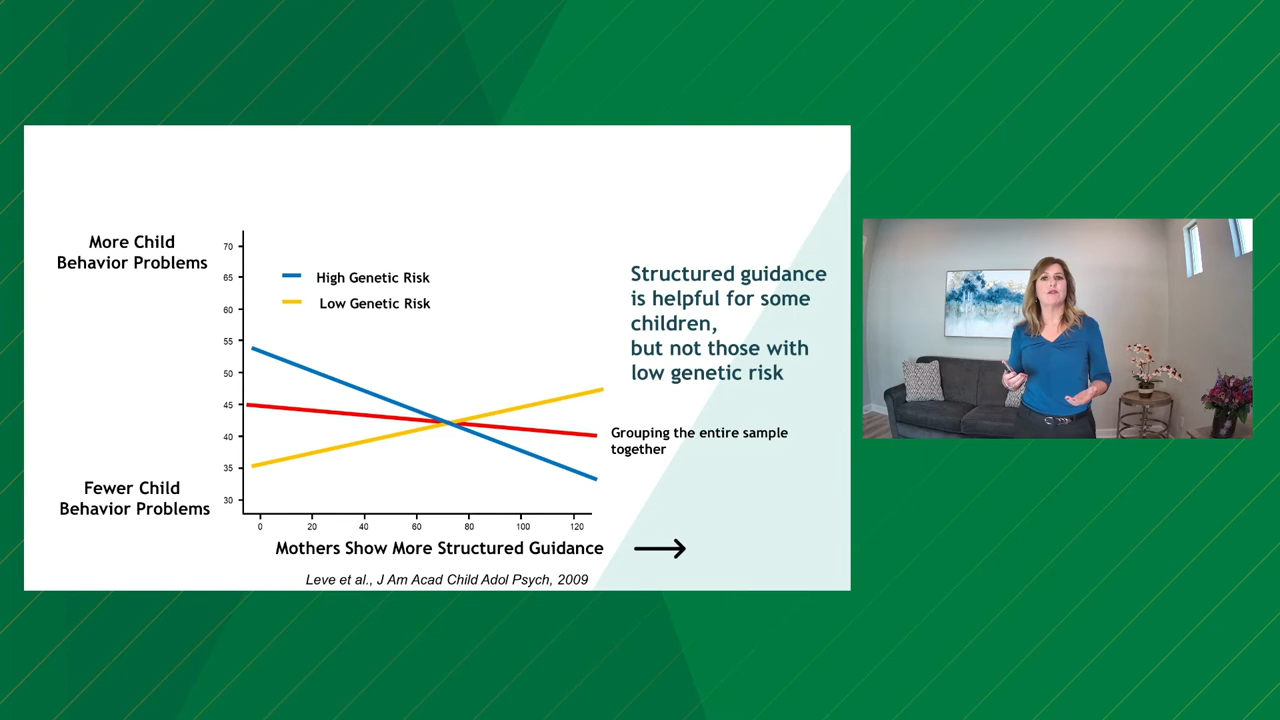 More Child
Behavior Problems
70
65
60
55
50
45
40
35
30
High Genetic Risk
Low Genetic Risk
Structured guidance
is helpful for some
children,
but not those with
low genetic risk
Grouping the entire sample
together
Fewer Child
Behavior Problems
0 20 40 60 80 100 120
Mothers Show More Structured Guidance
Leve et al., J Am Acad Child Adol Psych, 2009